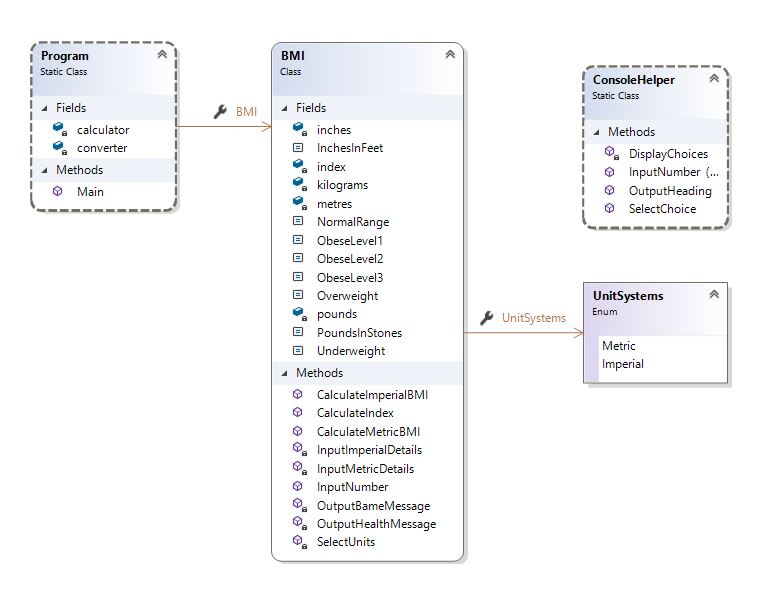 Program
Static Class
Fields
calculator
converter
Methods
Main
BMI
BMI
Class
Fields
inches
InchesInFeet
index
kilograms
metres
NormalRange
ObeseLevel1
ObeseLevel2
ObeseLevel3
Overweight
pounds
PoundsInStones
Underweight
Methods
CalculateImperialBMI
CalculateIndex
CalculateMetricBMI
InputImperialDetails
InputMetricDetails
InputNumber
OutputBameMessage
OutputHealthMessage
SelectUnits
UnitSystems
ConsoleHelper
Static Class
Methods
DisplayChoices
InputNumber (...
OutputHeading
SelectChoice
UnitSystems
Enum
Metric
Imperial